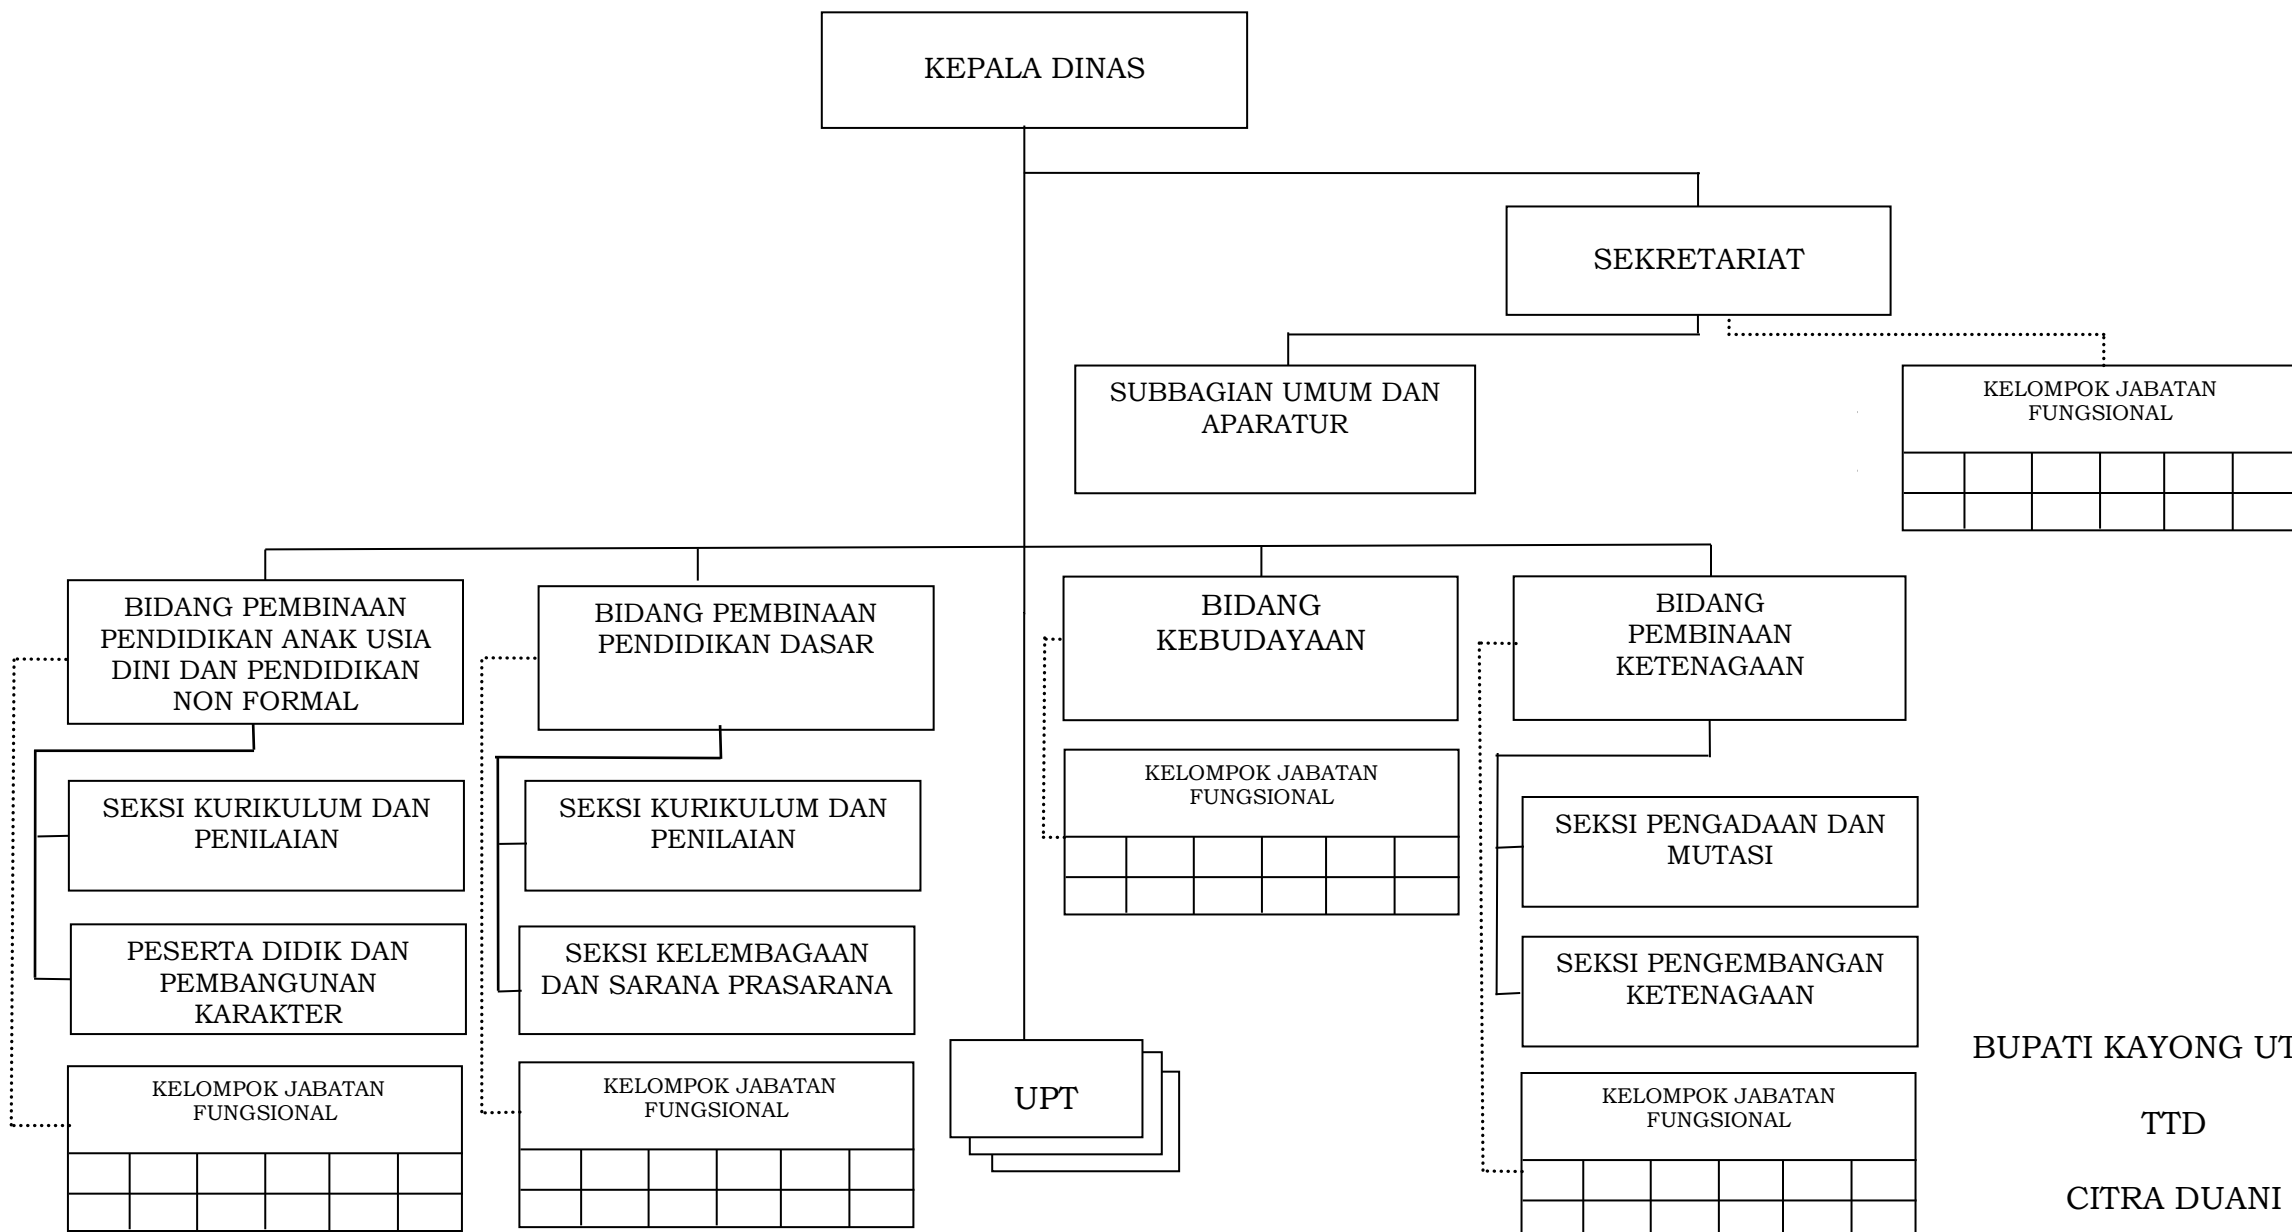 KEPALA DINAS
SEKRETARIAT
SUBBAGIAN UMUM DAN
APARATUR
KELOMPOK JABATAN
FUNGSIONAL
BIDANG PEMBINAAN
PENDIDIKAN ANAK USIA
DINI DAN PENDIDIKAN
NON FORMAL
BIDANG PEMBINAAN
PENDIDIKAN DASAR
BIDANG
KEBUDAYAAN
BIDANG
PEMBINAAN
KETENAGAAN
SEKSI KURIKULUM DAN
PENILAIAN
PESERTA DIDIK DAN
PEMBANGUNAN
KARAKTER
KELOMPOK JABATAN
FUNGSIONAL
SEKSI KURIKULUM DAN
PENILAIAN
SEKSI KELEMBAGAAN
DAN SARANA PRASARANA
KELOMPOK JABATAN
FUNGSIONAL
KELOMPOK JABATAN
FUNGSIONAL
UPT
SEKSI PENGADAAN DAN
MUTASI
SEKSI PENGEMBANGAN
KETENAGAAN
KELOMPOK JABATAN
FUNGSIONAL
BUPATI KAYONG UT
TTD
CITRA DUANI